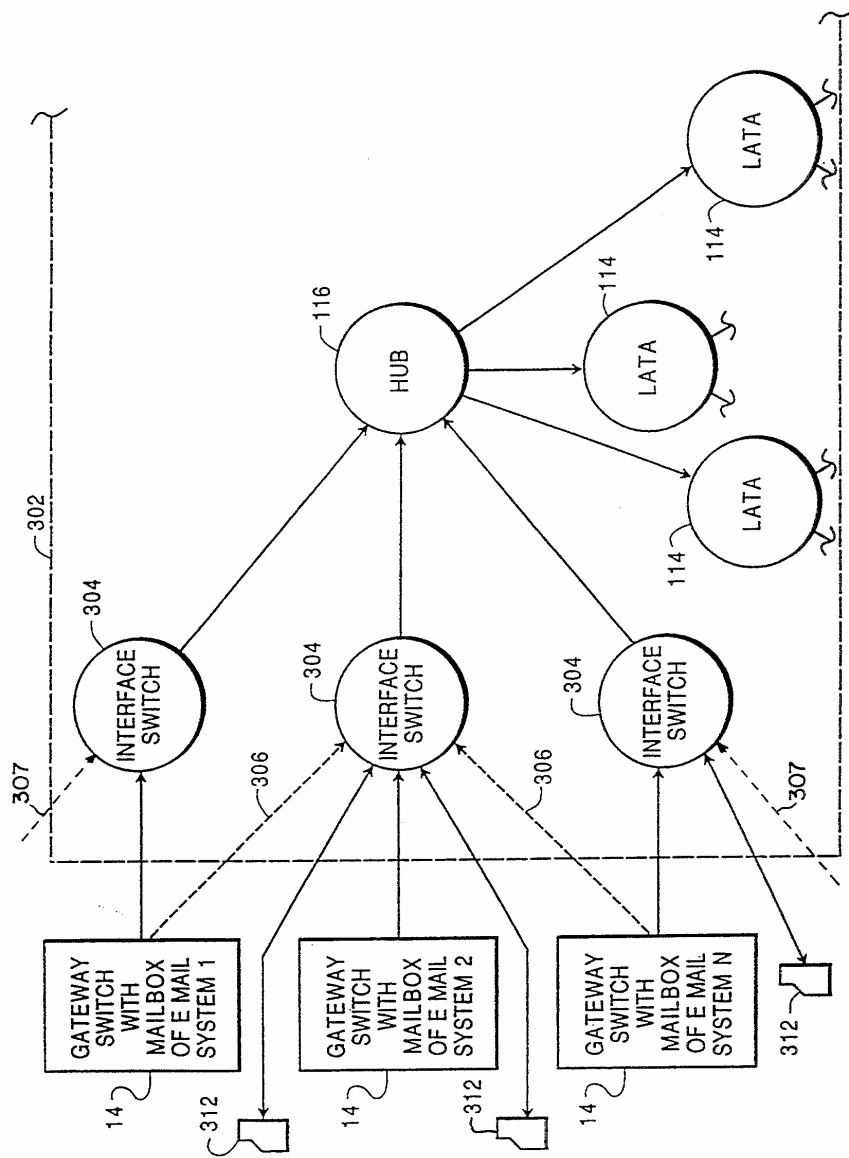 302
307
304
INTERFACE
SWITCH
GATEWAY
SWITCH
WITH
MAILBOX
OF E MAIL
SYSTEM 1
14
312
306
304
INTERFACE
SWITCH
116
HUB
GATEWAY
SWITCH
WITH
MAILBOX
OF E MAIL
SYSTEM 2
14
312
306
304
INTERFACE
SWITCH
307
GATEWAY
SWITCH
WITH
MAILBOX
OF E MAIL
SYSTEM N
14
312
114
LATA
114
LATA
114
LATA